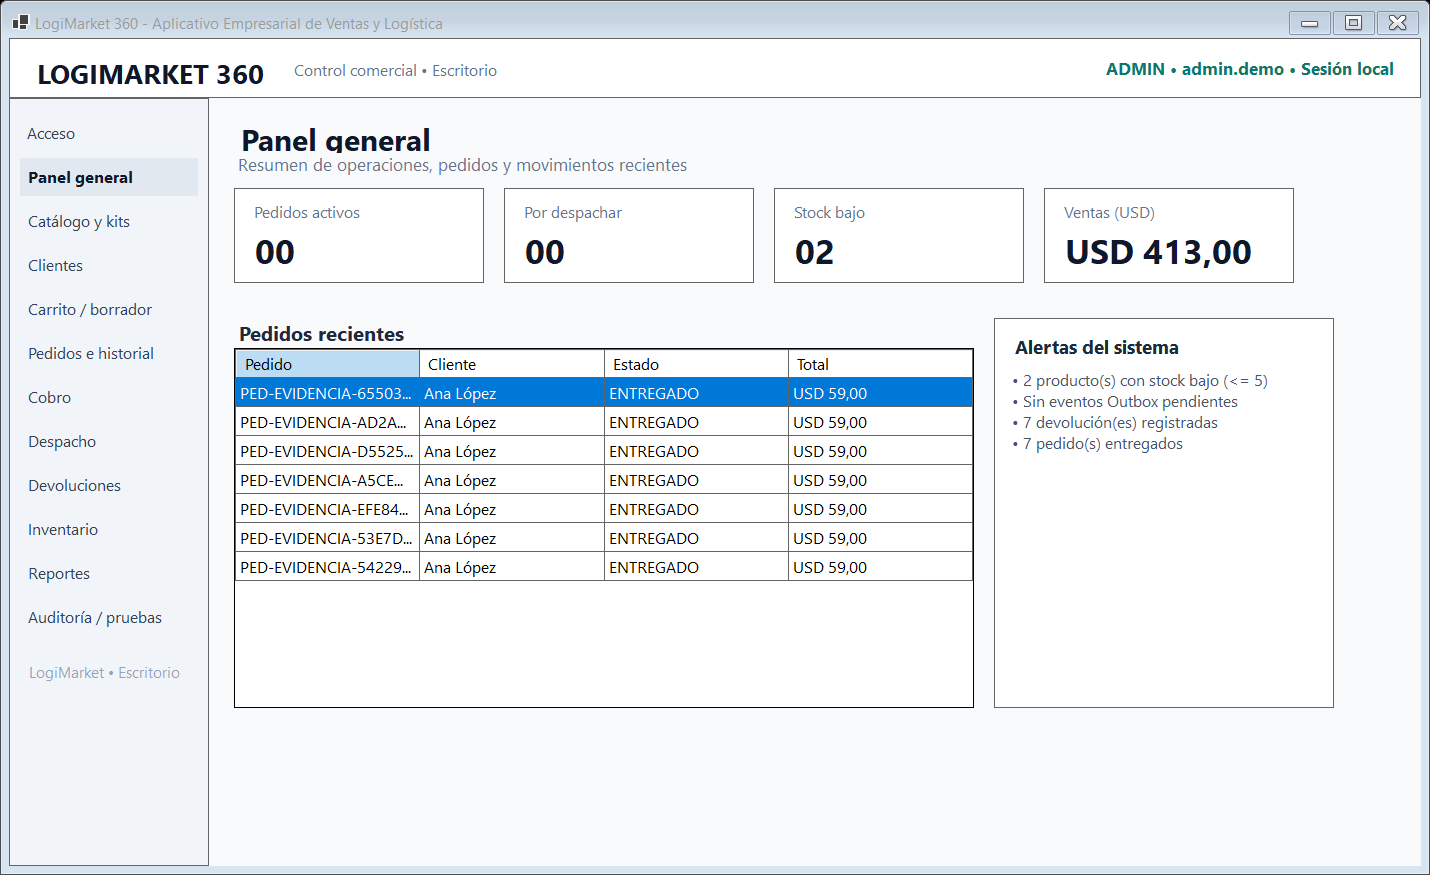 LogiMarket 360 - Aplicativo Empresarial de Ventas y Logística
LOGIMARKET 360
Control comercial • Escritorio
ADMIN • admin.demo • Sesión local
Acceso
Panel general
Catálogo y kits
Clientes
Carrito / borrador
Pedidos e historial
Cobro
Despacho
Devoluciones
Inventario
Reportes
Auditoría / pruebas
LogiMarket • Escritorio
Panel general
Resumen de operaciones, pedidos y movimientos recientes
Pedidos activos
00
Por despachar
00
Stock bajo
02
Ventas (USD)
USD 413,00
Pedidos recientes
Pedido Cliente Estado Total
PED-EVIDENCIA-65503... Ana López ENTREGADO USD 59,00
PED-EVIDENCIA-AD2A... Ana López ENTREGADO USD 59,00
PED-EVIDENCIA-D5525... Ana López ENTREGADO USD 59,00
PED-EVIDENCIA-A5CE... Ana López ENTREGADO USD 59,00
PED-EVIDENCIA-EFE84... Ana López ENTREGADO USD 59,00
PED-EVIDENCIA-53E7D... Ana López ENTREGADO USD 59,00
PED-EVIDENCIA-54229... Ana López ENTREGADO USD 59,00
Alertas del sistema
• 2 producto(s) con stock bajo (<= 5)
• Sin eventos Outbox pendientes
• 7 devolución(es) registradas
• 7 pedido(s) entregados